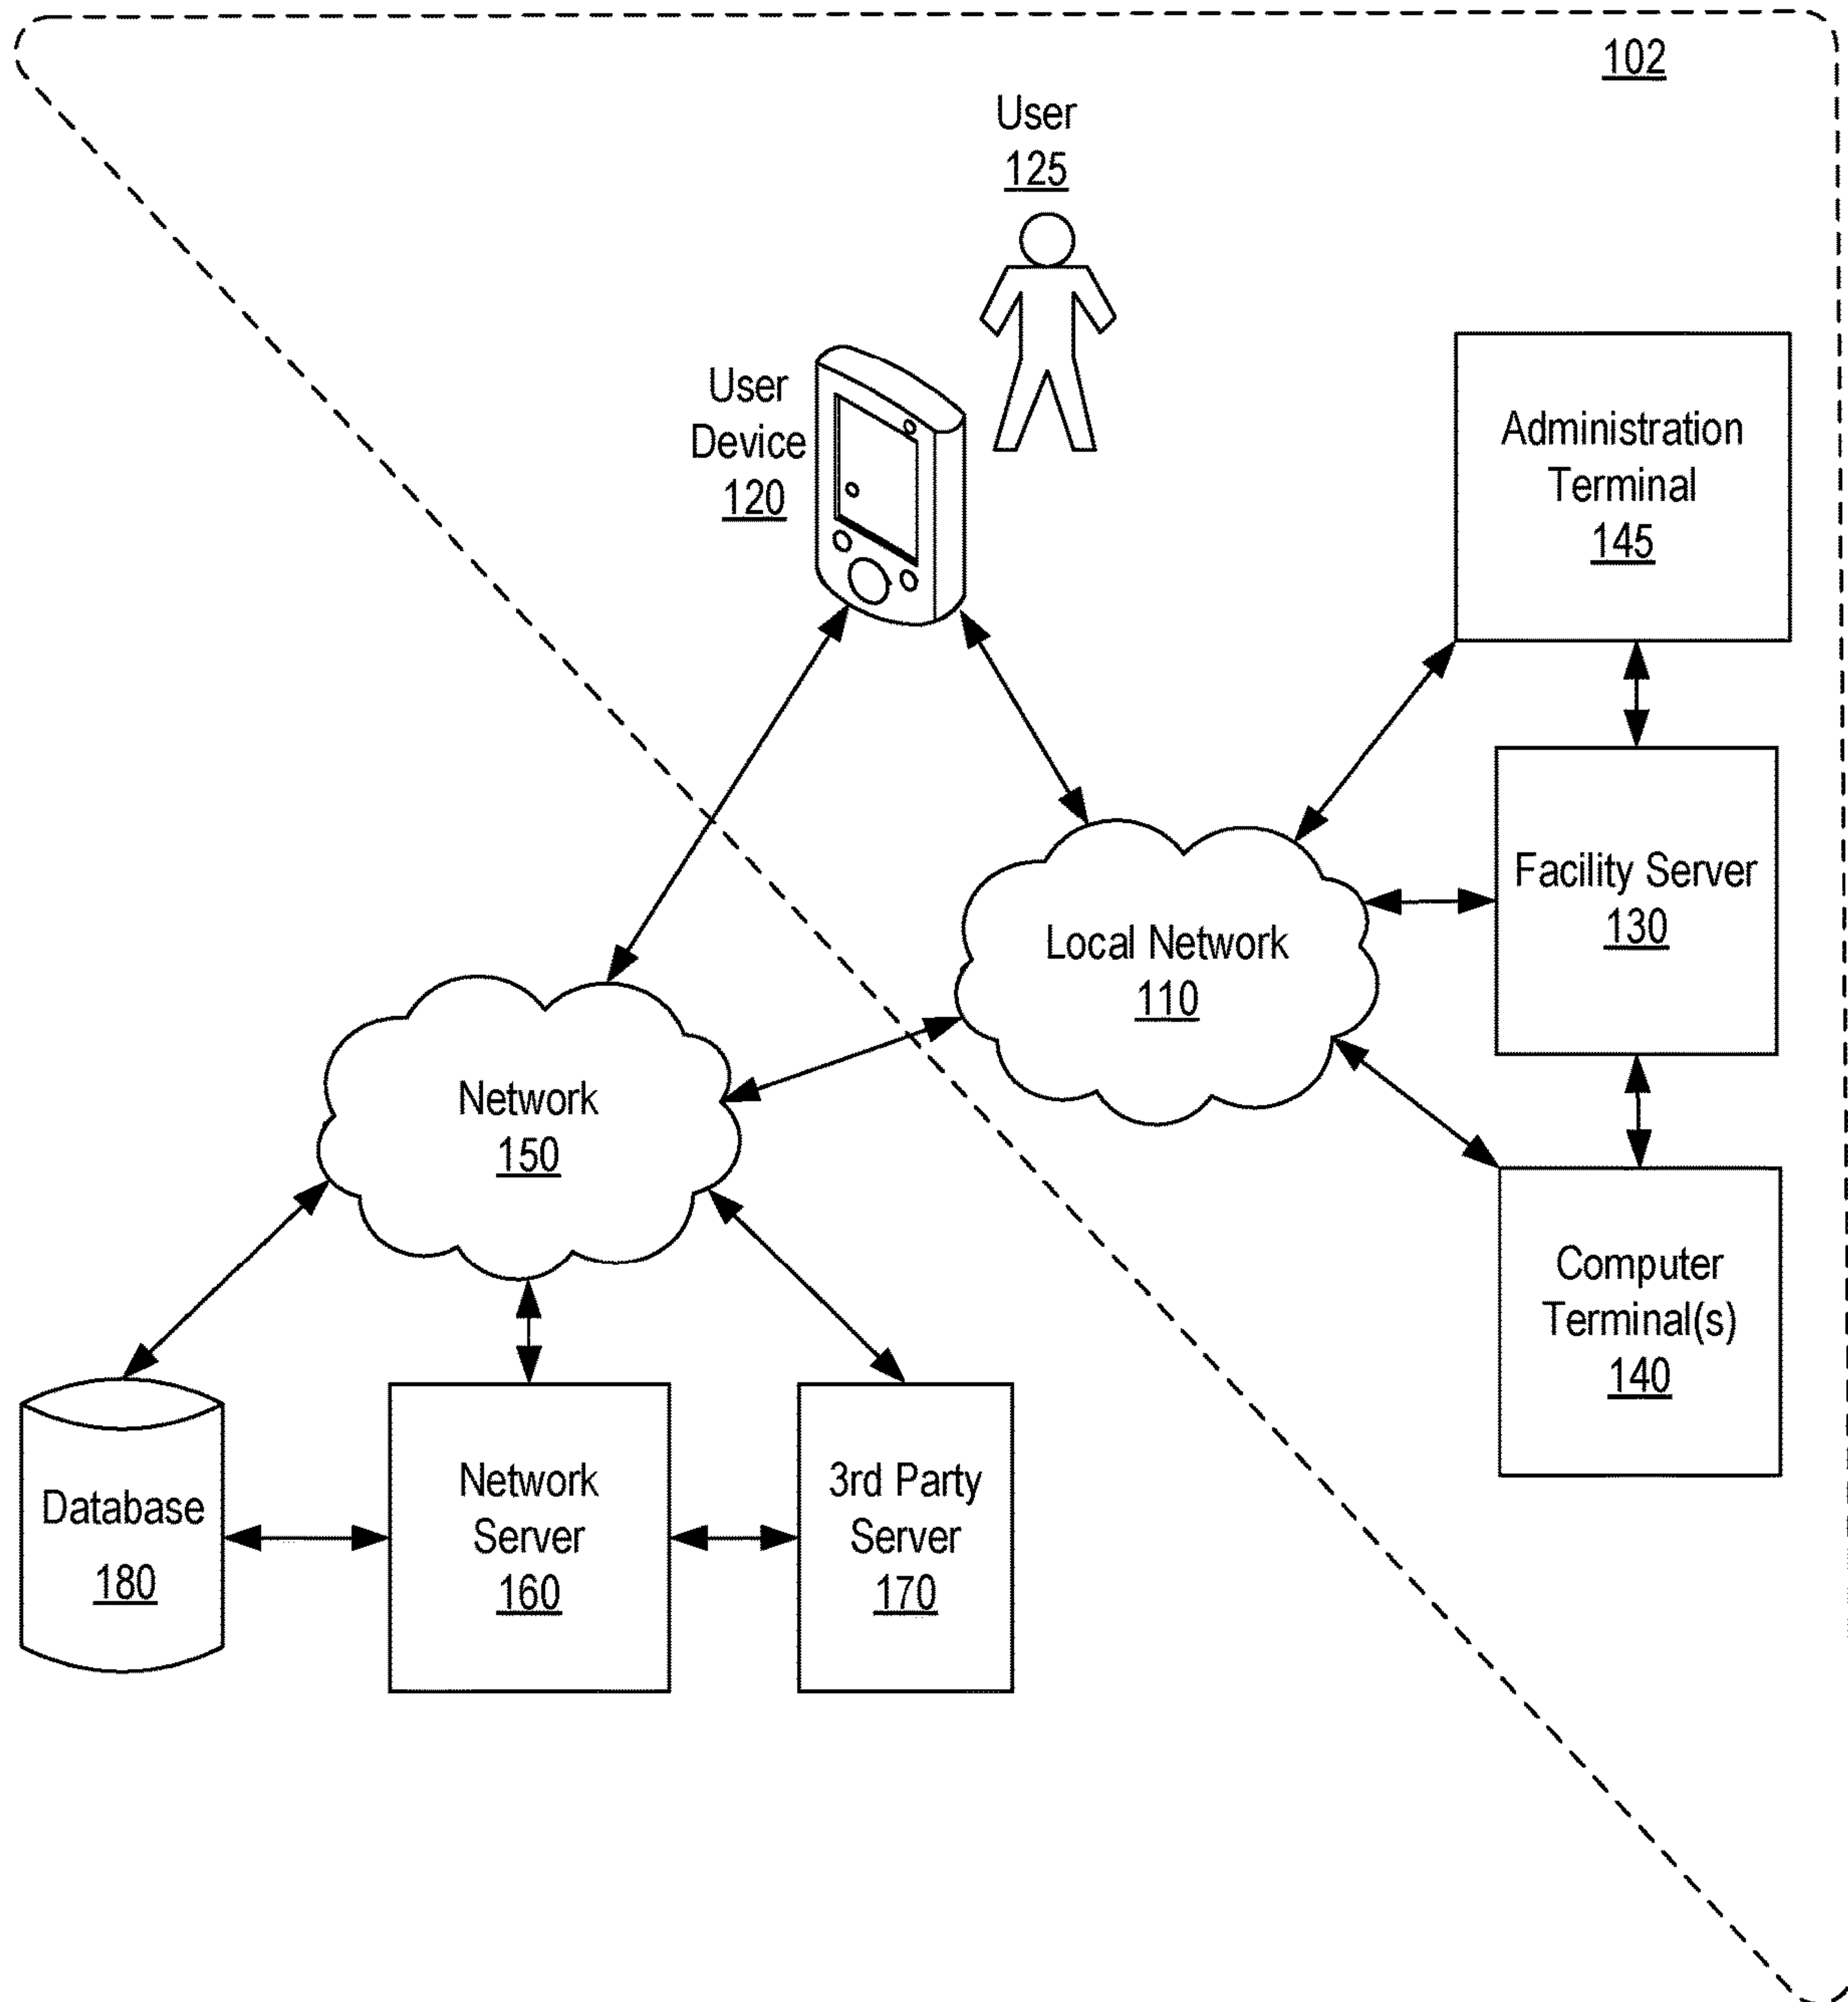 102
User
125
User
Device
120
Administration
Terminal
145
Facility Server
130
Local Network
110
Network
150
Computer
Terminal(s)
140
Database
180
Network
Server
160
3rd Party
Server
170